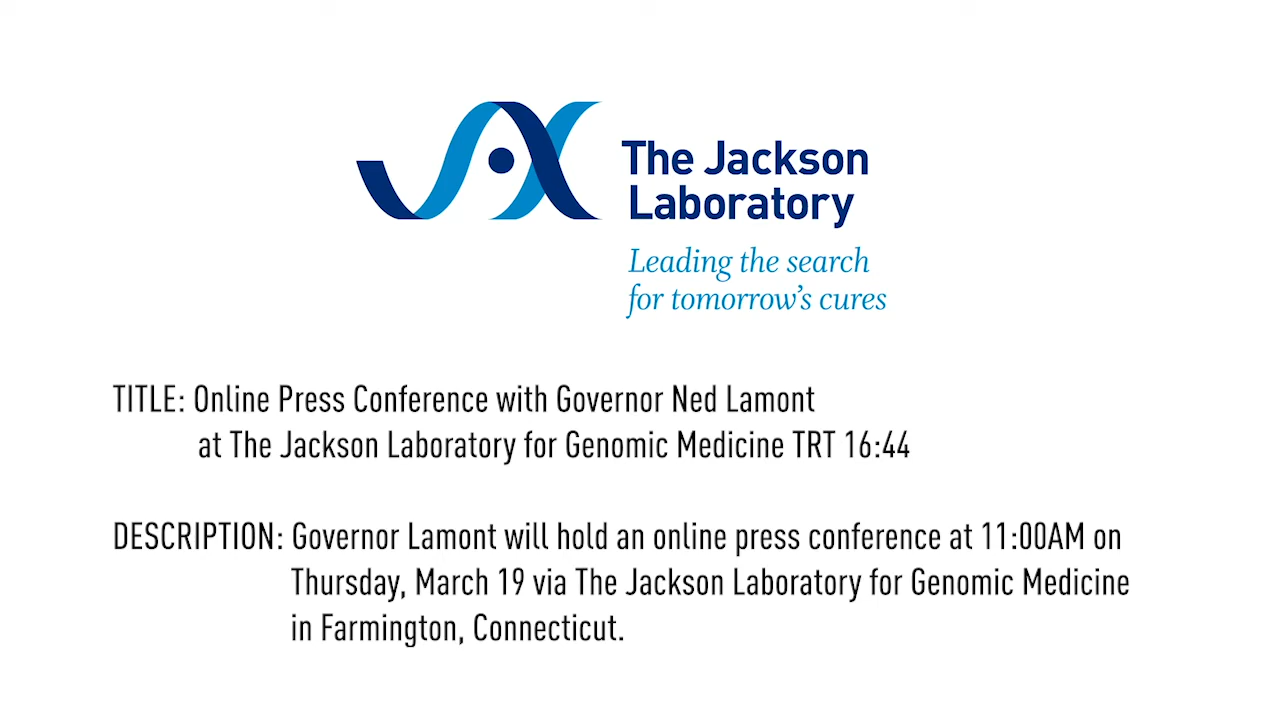 The Jackson
Laboratory
Leading the search
for tomorrow's cures
TITLE: Online Press Conference with Governor Ned Lamont
at The Jackson Laboratory for Genomic Medicine TRT 16:44
DESCRIPTION: Governor Lamont will hold an online press conference at 11:00AM on
Thursday, March 19 via The Jackson Laboratory for Genomic Medicine
in Farmington, Connecticut.